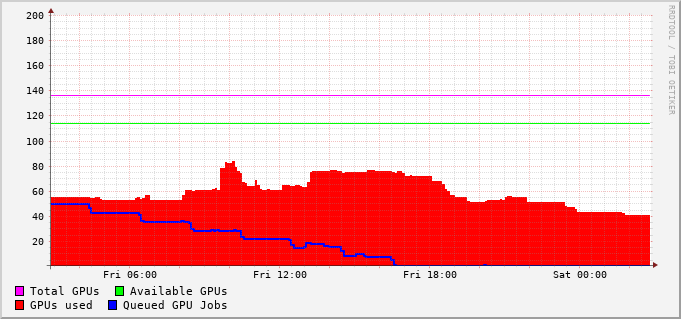 200
180
160
140
120
100
80
60
40
20
Fri 06:00 Fri 12:00 Fri 18:00 Sat 00:00
Total GPUs Available GPUs
GPUs used Queued GPU Jobs
RRDTOOL / TOBI OETIKER